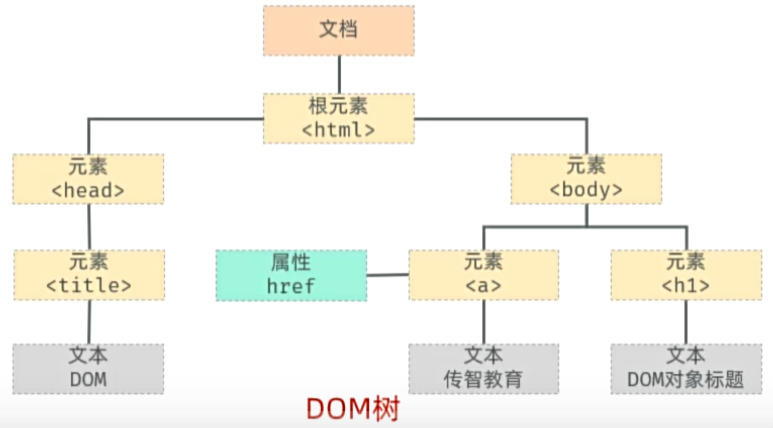 文档
根元素
<html>
元素
<head>
元素
<body>
元素
<title>
属性
href
元素
<a>
元素
<h1>
文本
DOM
文本
传智教育
文本
DOM对象标题
DOM树